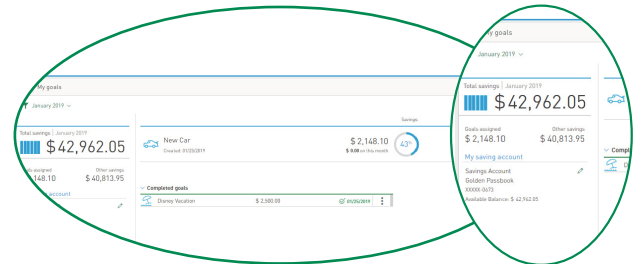 My goals
January 2019
Savings
Total savings | January 2019
$ 42,962.05
New Car
Created: 01/25/2019
$ 2,148.10
$ 0.00 on this month
43%
assigned
Other savings
,148.10
$ 40,813.95
account
Completed goals
Disney Vacation
$ 2,500.00
01/25/2019
My goals
January 2019
Total savings | January 2019
$ 42,962.05
Goals assigned
Other savings
$ 2,148.10
$ 40,813.95
My saving account
Savings Account
Golden Passbook
XXXXX-0673
Available Balance: $ 42,962.05
Compl
D